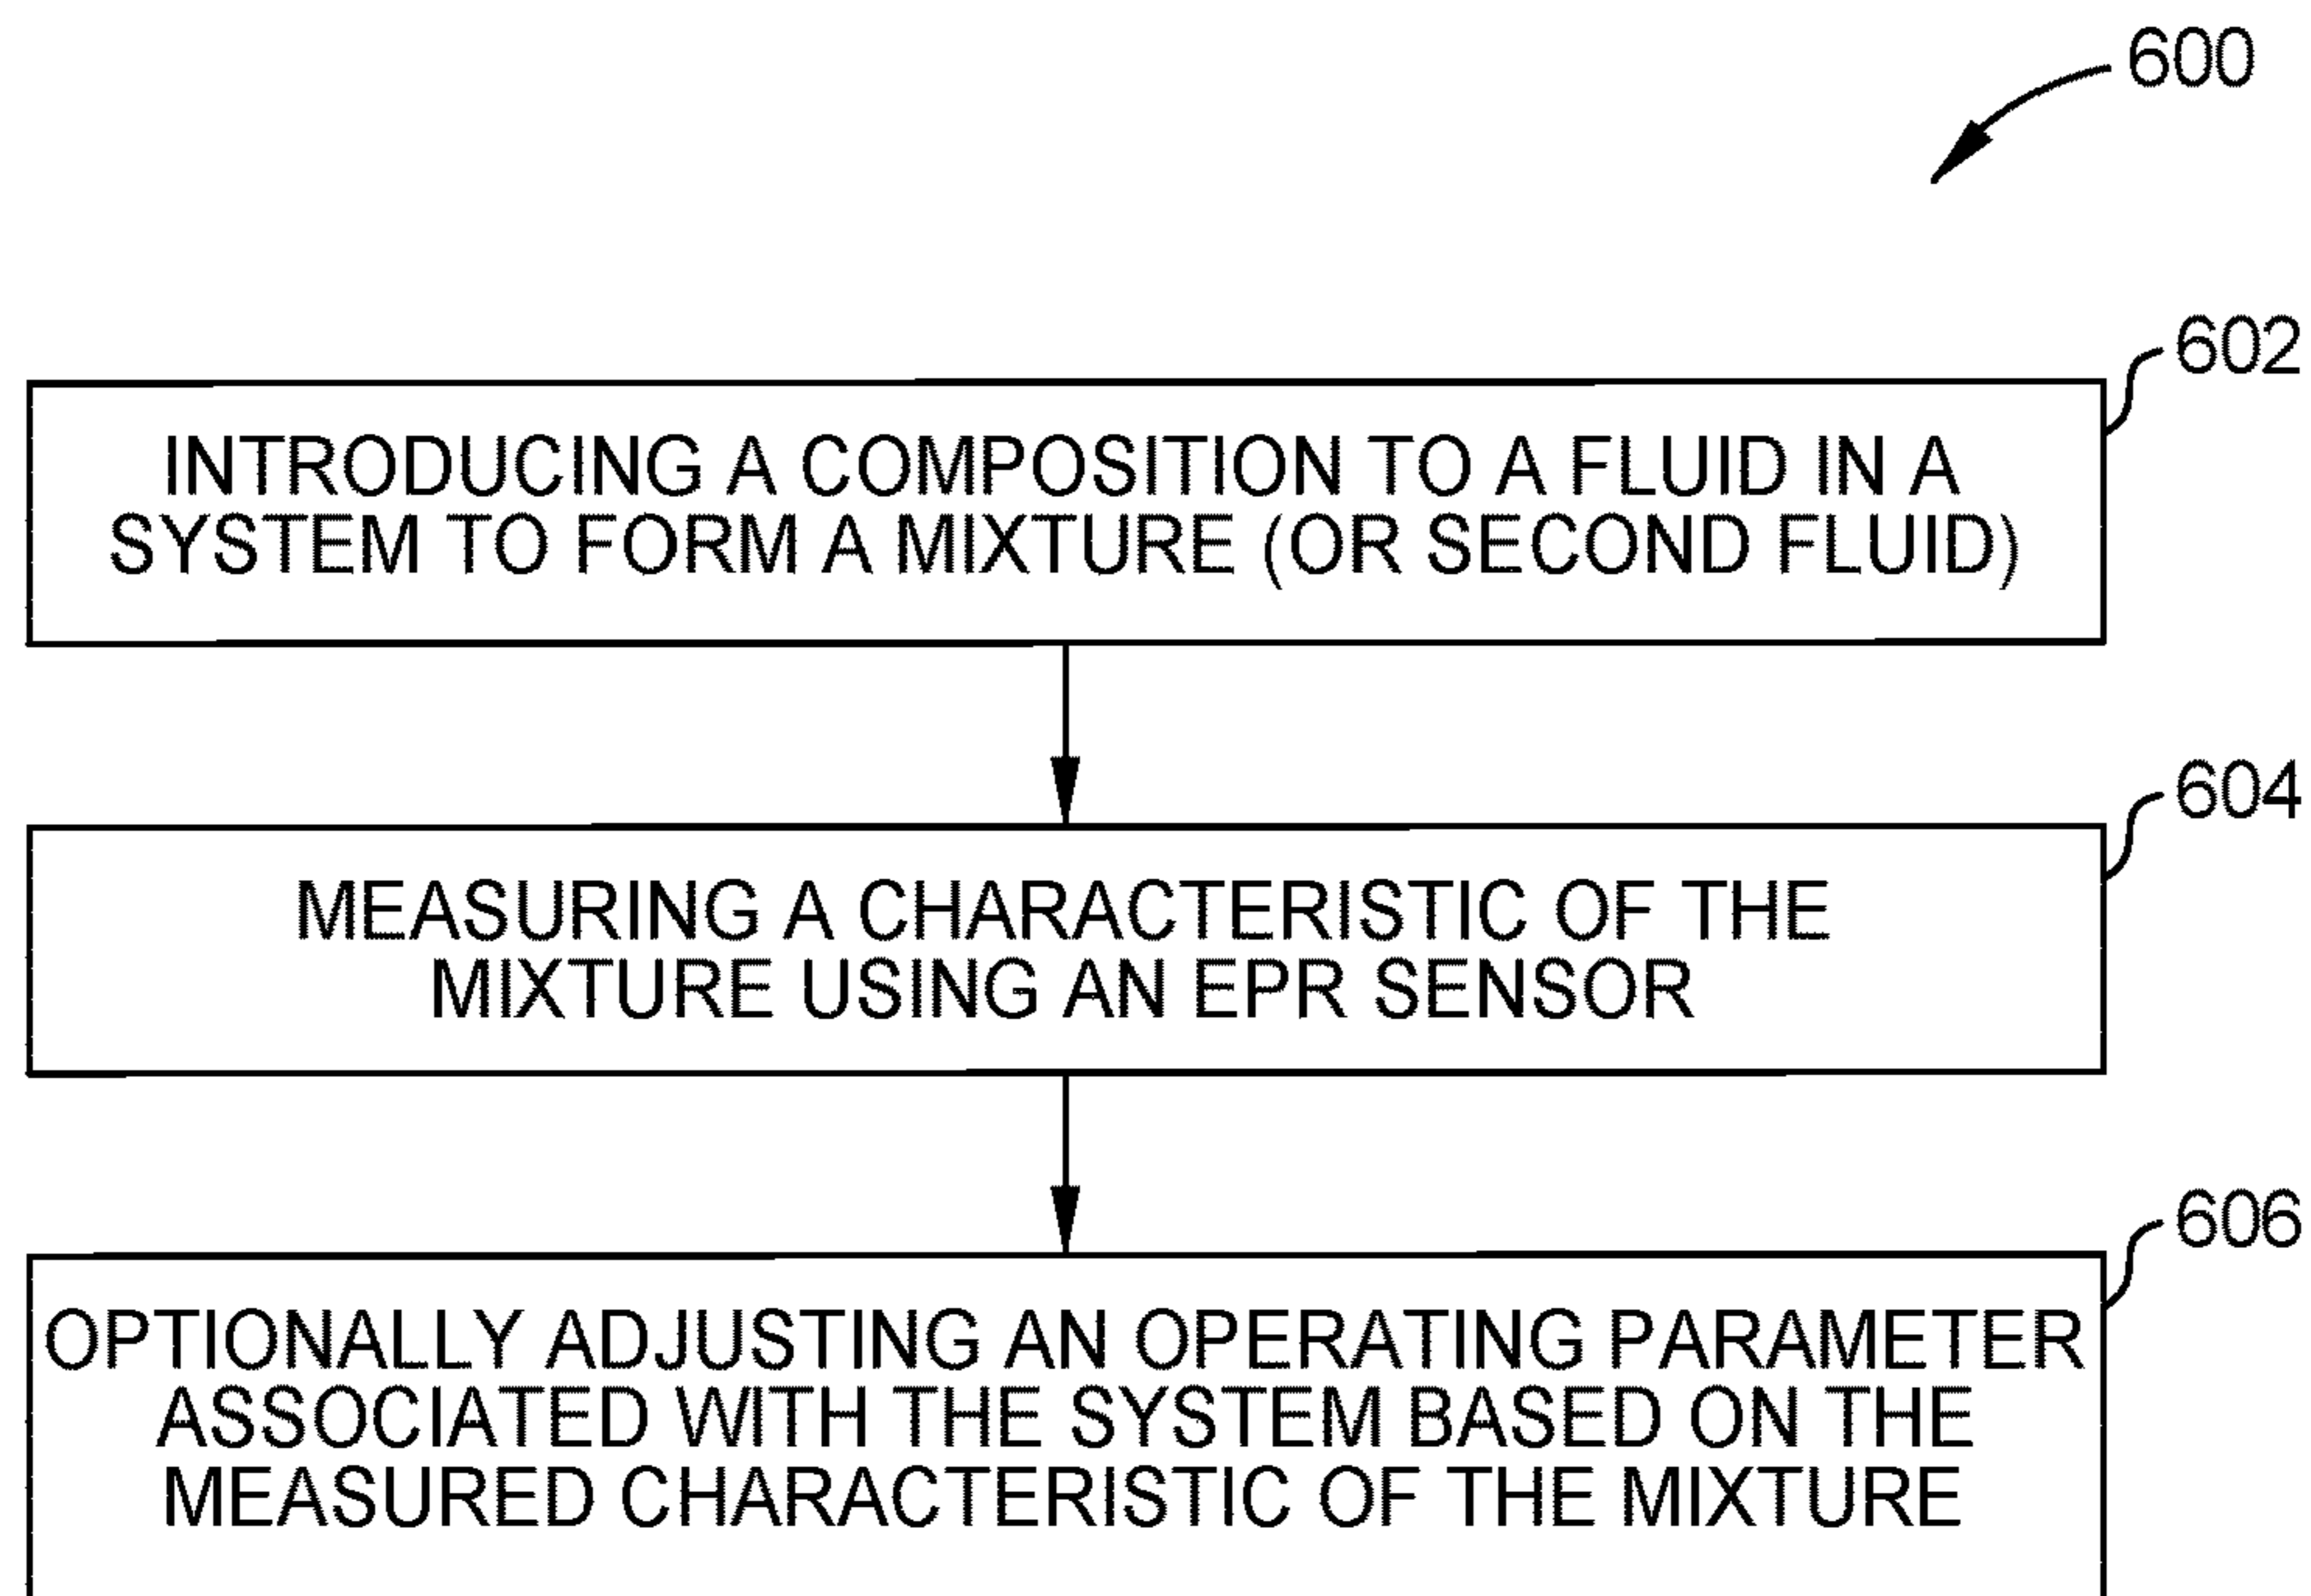 600
602
INTRODUCING A COMPOSITION TO A FLUID IN A
SYSTEM TO FORM A MIXTURE (OR SECOND FLUID)
604
MEASURING A CHARACTERISTIC OF THE
MIXTURE USING AN EPR SENSOR
606
OPTIONALLY ADJUSTING AN OPERATING PARAMETER
ASSOCIATED WITH THE SYSTEM BASED ON THE
MEASURED CHARACTERISTIC OF THE MIXTURE